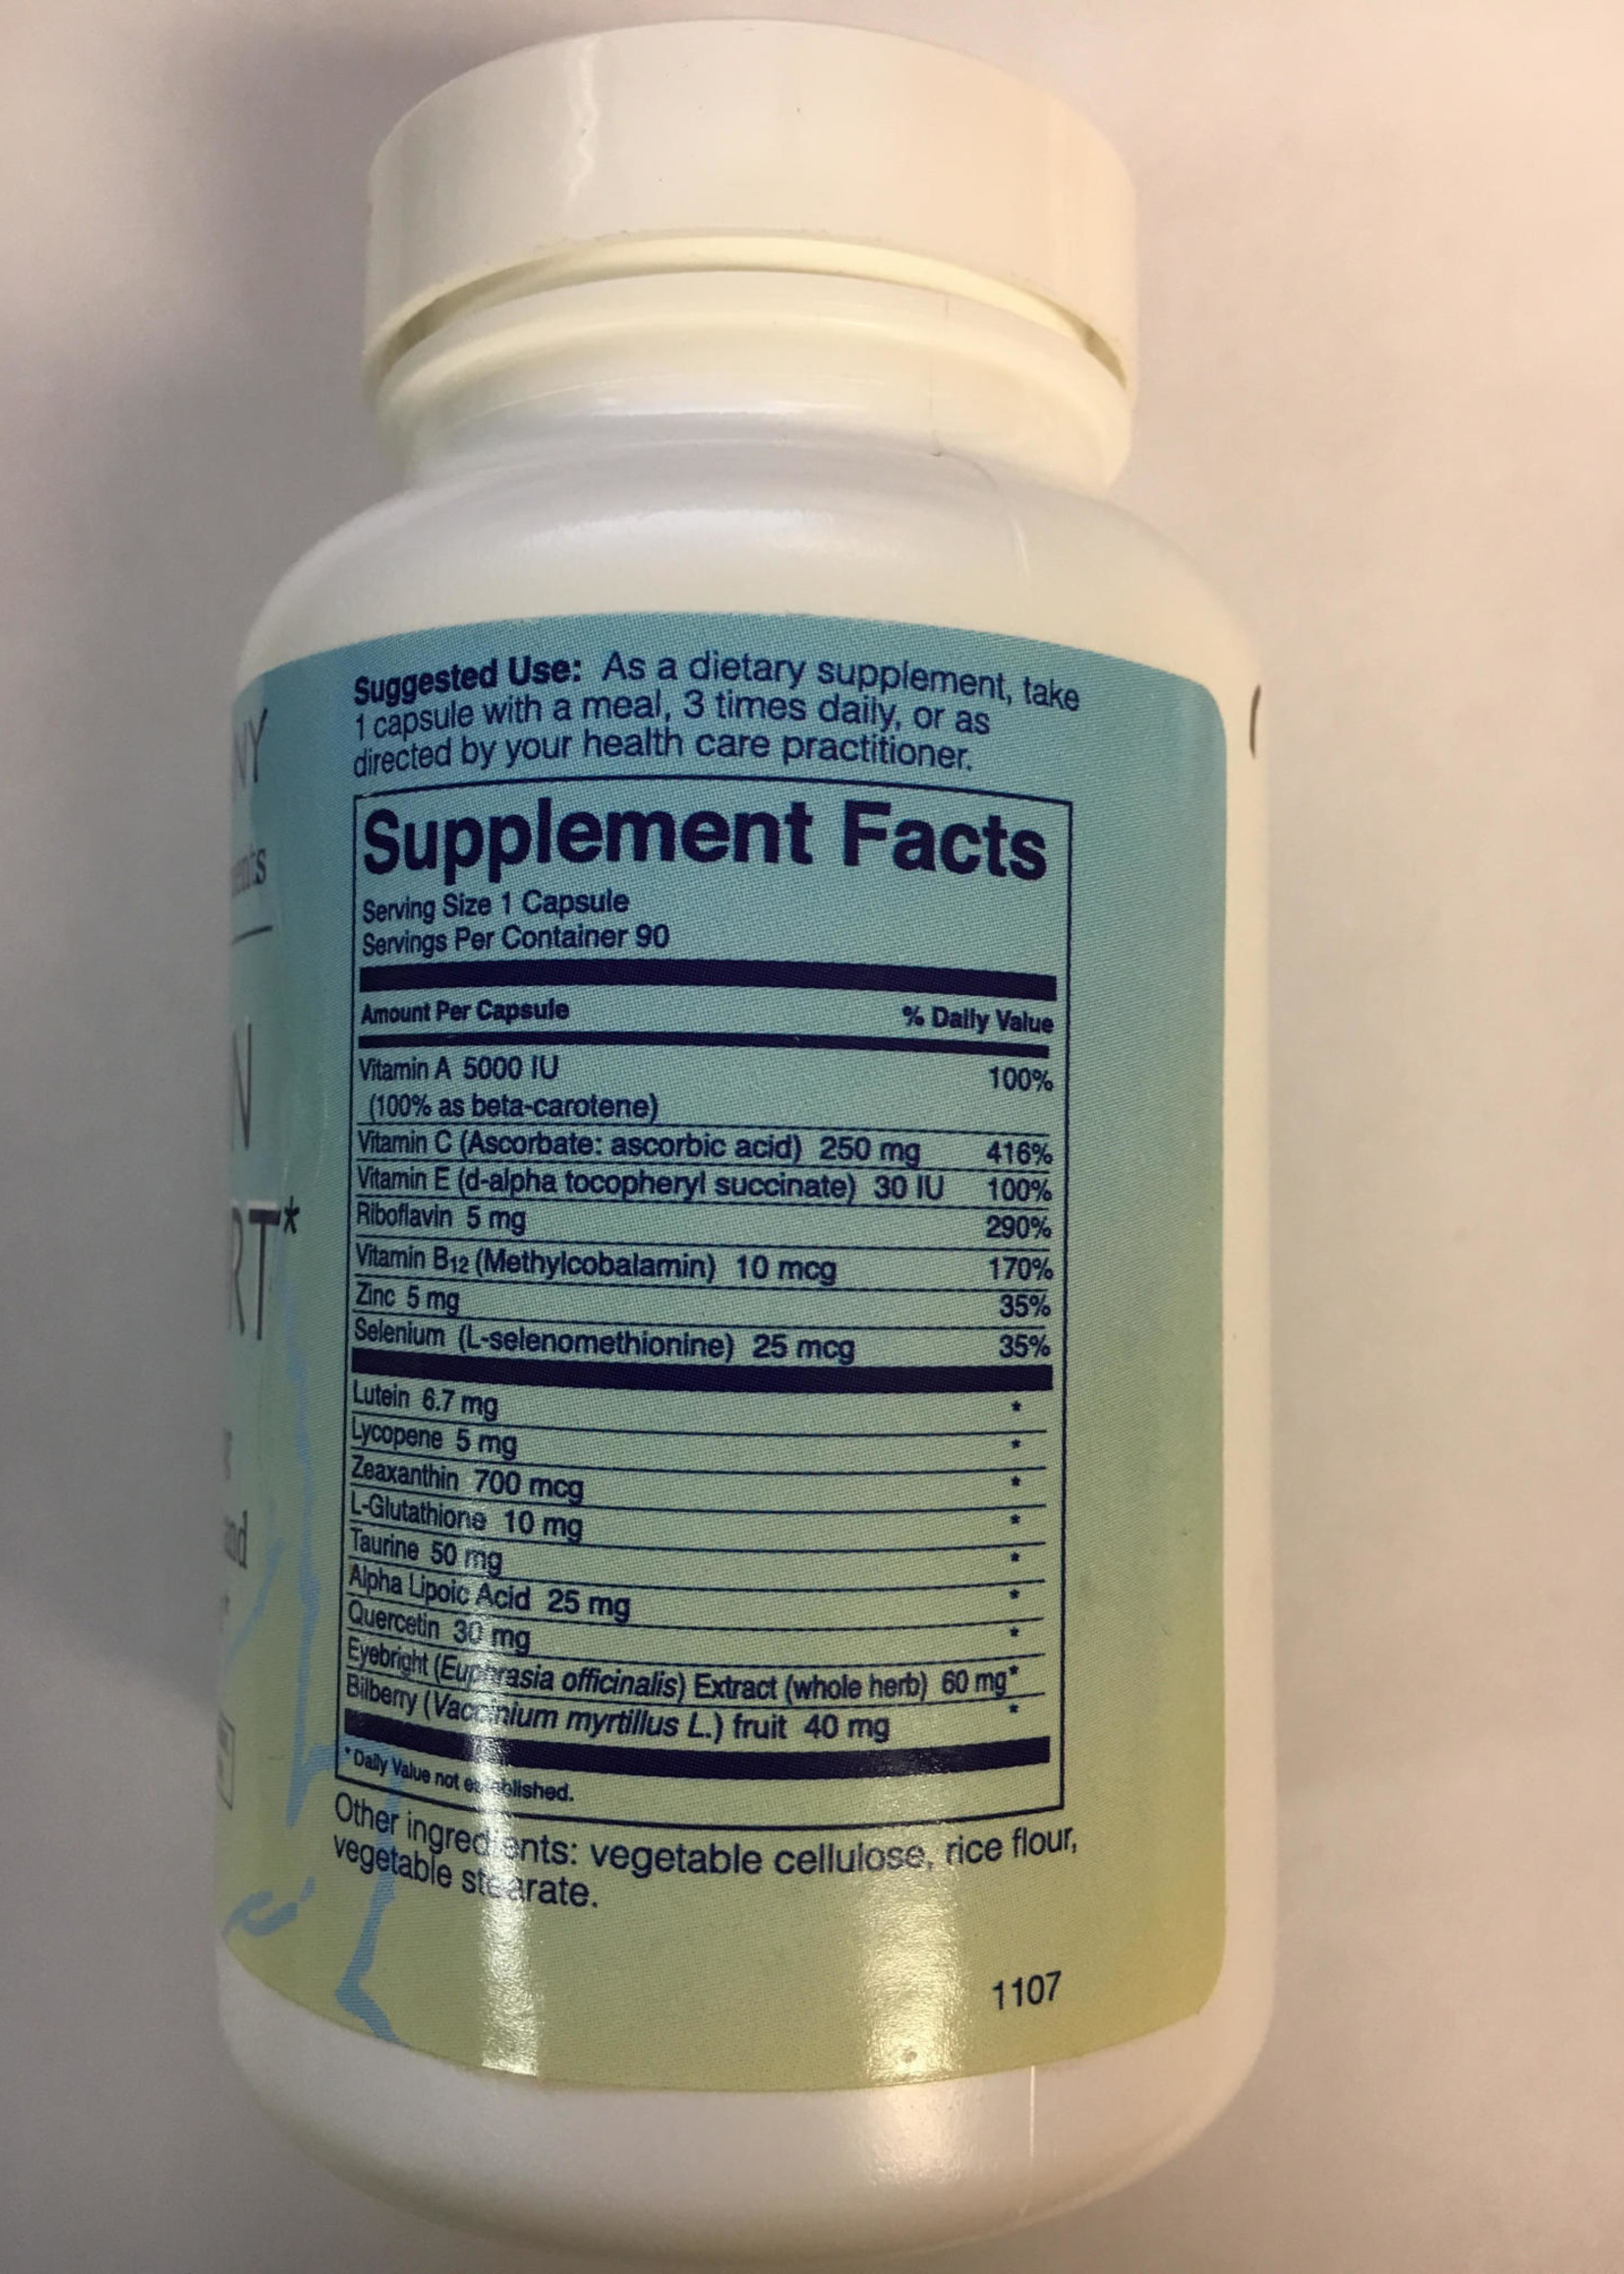 Suggested Use: As a dietary supplement, take
1 capsule with a meal, 3 times daily, or as
directed by your health care practitioner.
Supplement Facts
Serving Size 1 Capsule
Servings Per Container 90
Amount Per Capsule % Daily Value
Vitamin A 5000 IU 100%
(100% as beta-carotene)
Vitamin C (Ascorbate: ascorbic acid) 250 mg 416%
Vitamin E (d-alpha tocopheryl succinate) 30 IU 100%
Riboflavin 5 mg 290%
Vitamin B12 (Methylcobalamin) 10 mcg 170%
Zinc 5 mg 35%
Selenium (L-selenomethionine) 25 mcg 35%
Lutein 6.7 mg *
Lycopene 5 mg *
Zeaxanthin 700 mcg *
L-Glutathione 10 mg *
Taurine 50 mg *
Alpha Lipoic Acid 25 mg *
Quercetin 30 mg *
Eyebright (Euphrasia officinalis) Extract (whole herb) 60 mg*
Bilberry (Vaccinium myrtillus L.) fruit 40 mg *
* Daily Value not established.
Other ingredients: vegetable cellulose, rice flour,
vegetable stearate.
1107
NY
N
RT*